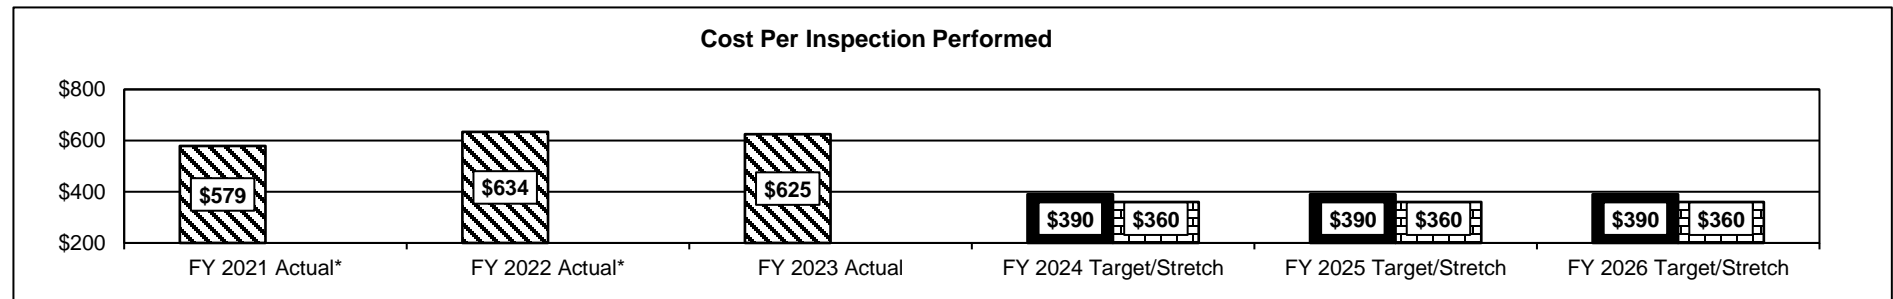 Cost Per Inspection Performed
$800
$600
$400
$200
$579
$634
$625
$390
$360
$390
$360
$390
$360
FY 2021 Actual*
FY 2022 Actual*
FY 2023 Actual
FY 2024 Target/Stretch
FY 2025 Target/Stretch
FY 2026 Target/Stretch